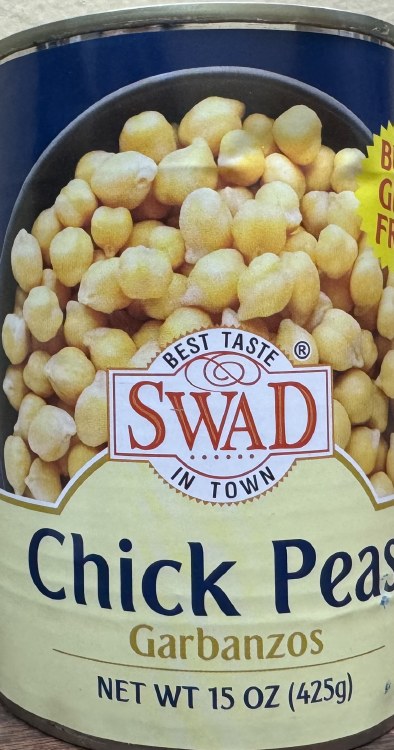 BEST TASTE
®
SWAD
IN TOWN
Chick Peas
Garbanzos
NET WT 15 OZ (425g)